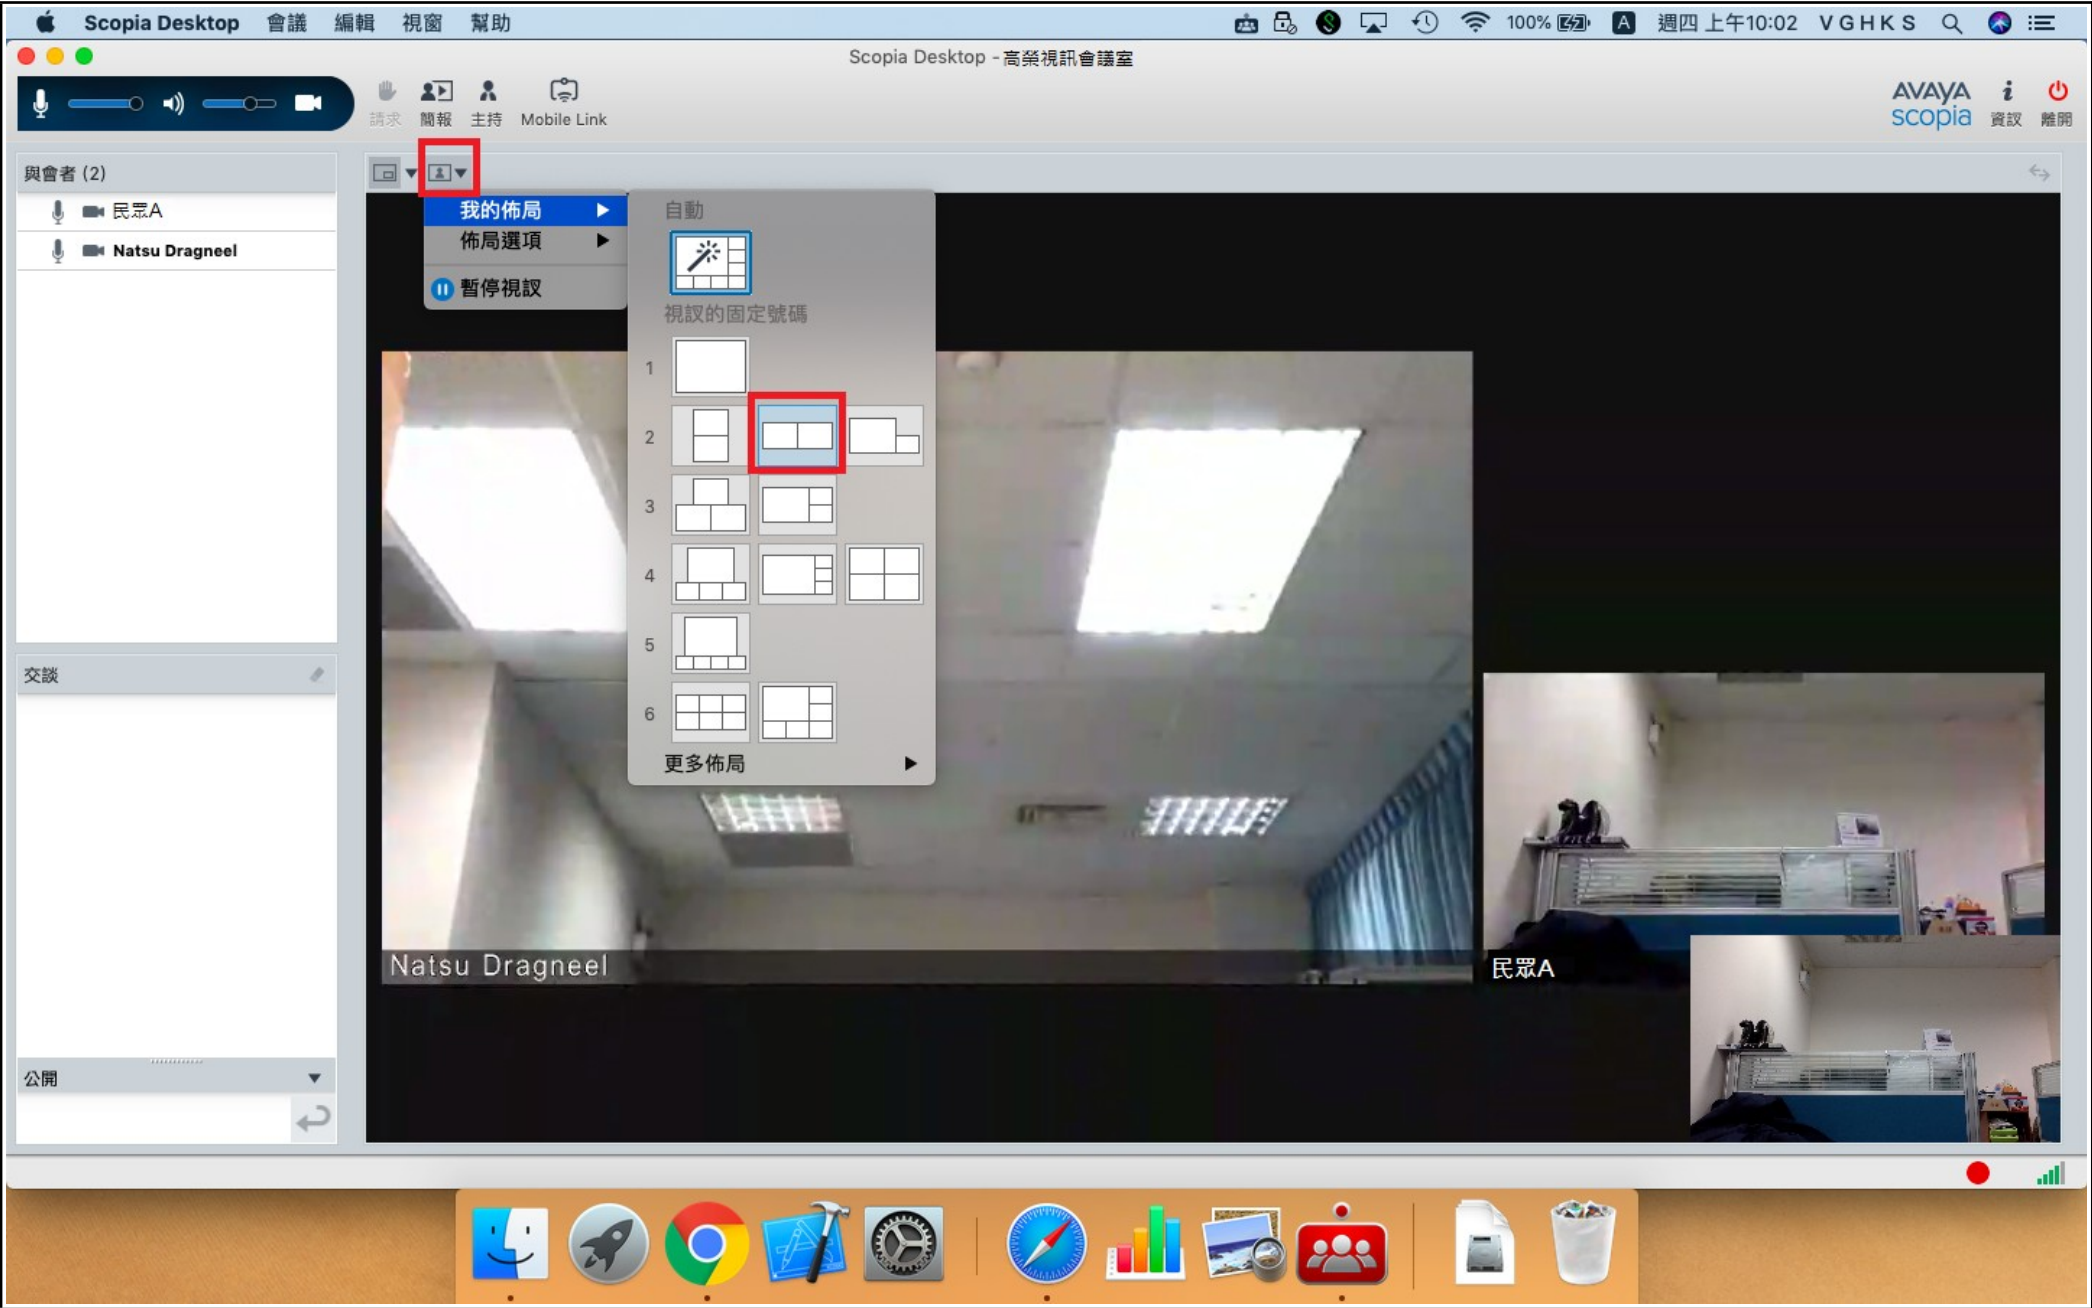 Scopia Desktop 會議 編輯 視窗 幫助 100% A 週四 上午10:02 V G H K S
Scopia Desktop - 高榮視訊會議室
請求 簡報 主持 Mobile Link
AVAYA
scopia
資訊 離開
與會者 (2)
民眾A
Natsu Dragneel
我的佈局
佈局選項
暫停視訊
自動
視訊的固定號碼
1
2
3
4
5
6
更多佈局
交談
Natsu Dragneel
民眾A
公開